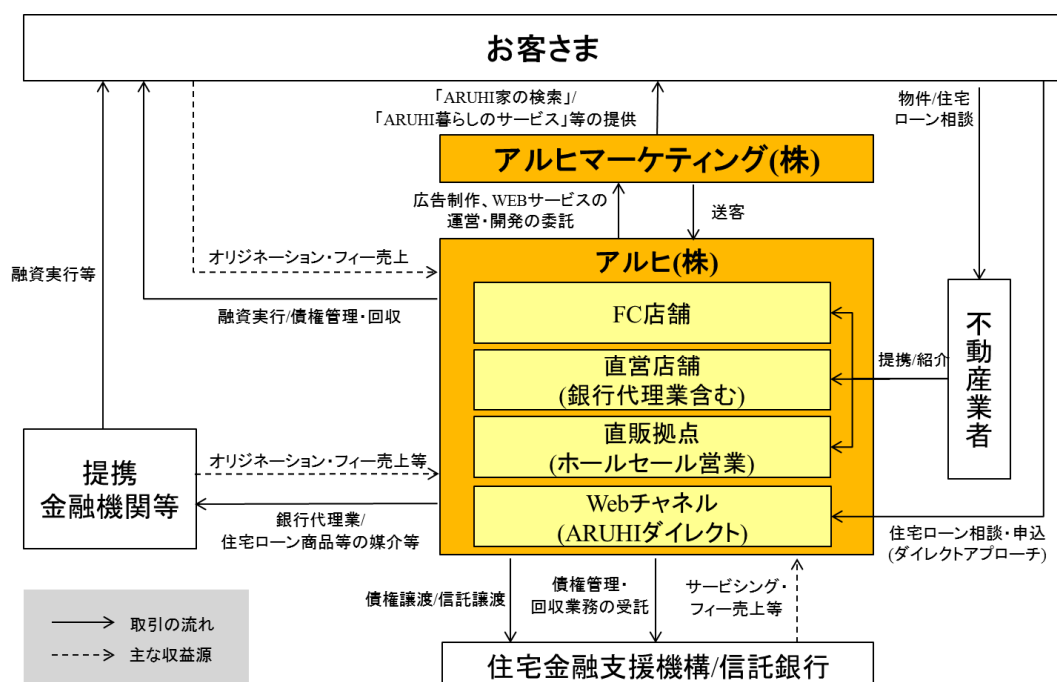 お客さま
「ARUHI家の検索」/
「ARUHI暮らしのサービス」等の提供
物件/住宅
ローン相談
アルヒマーケティング(株)
広告制作、WEBサービスの
運営・開発の委託
送客
アルヒ(株)
オリジネーション・フィー売上
融資実行等
融資実行/債権管理・回収
FC店舗
直営店舗
(銀行代理業含む)
直販拠点
(ホールセール営業)
Webチャネル
(ARUHIダイレクト)
提携/紹介
不動産業者
提携
金融機関等
オリジネーション・フィー売上等
銀行代理業/
住宅ローン商品等の媒介等
住宅ローン相談・申込
(ダイレクトアプローチ)
債権譲渡/信託譲渡
債権管理・
回収業務の受託
サービシング・
フィー売上等
住宅金融支援機構/信託銀行
取引の流れ
主な収益源